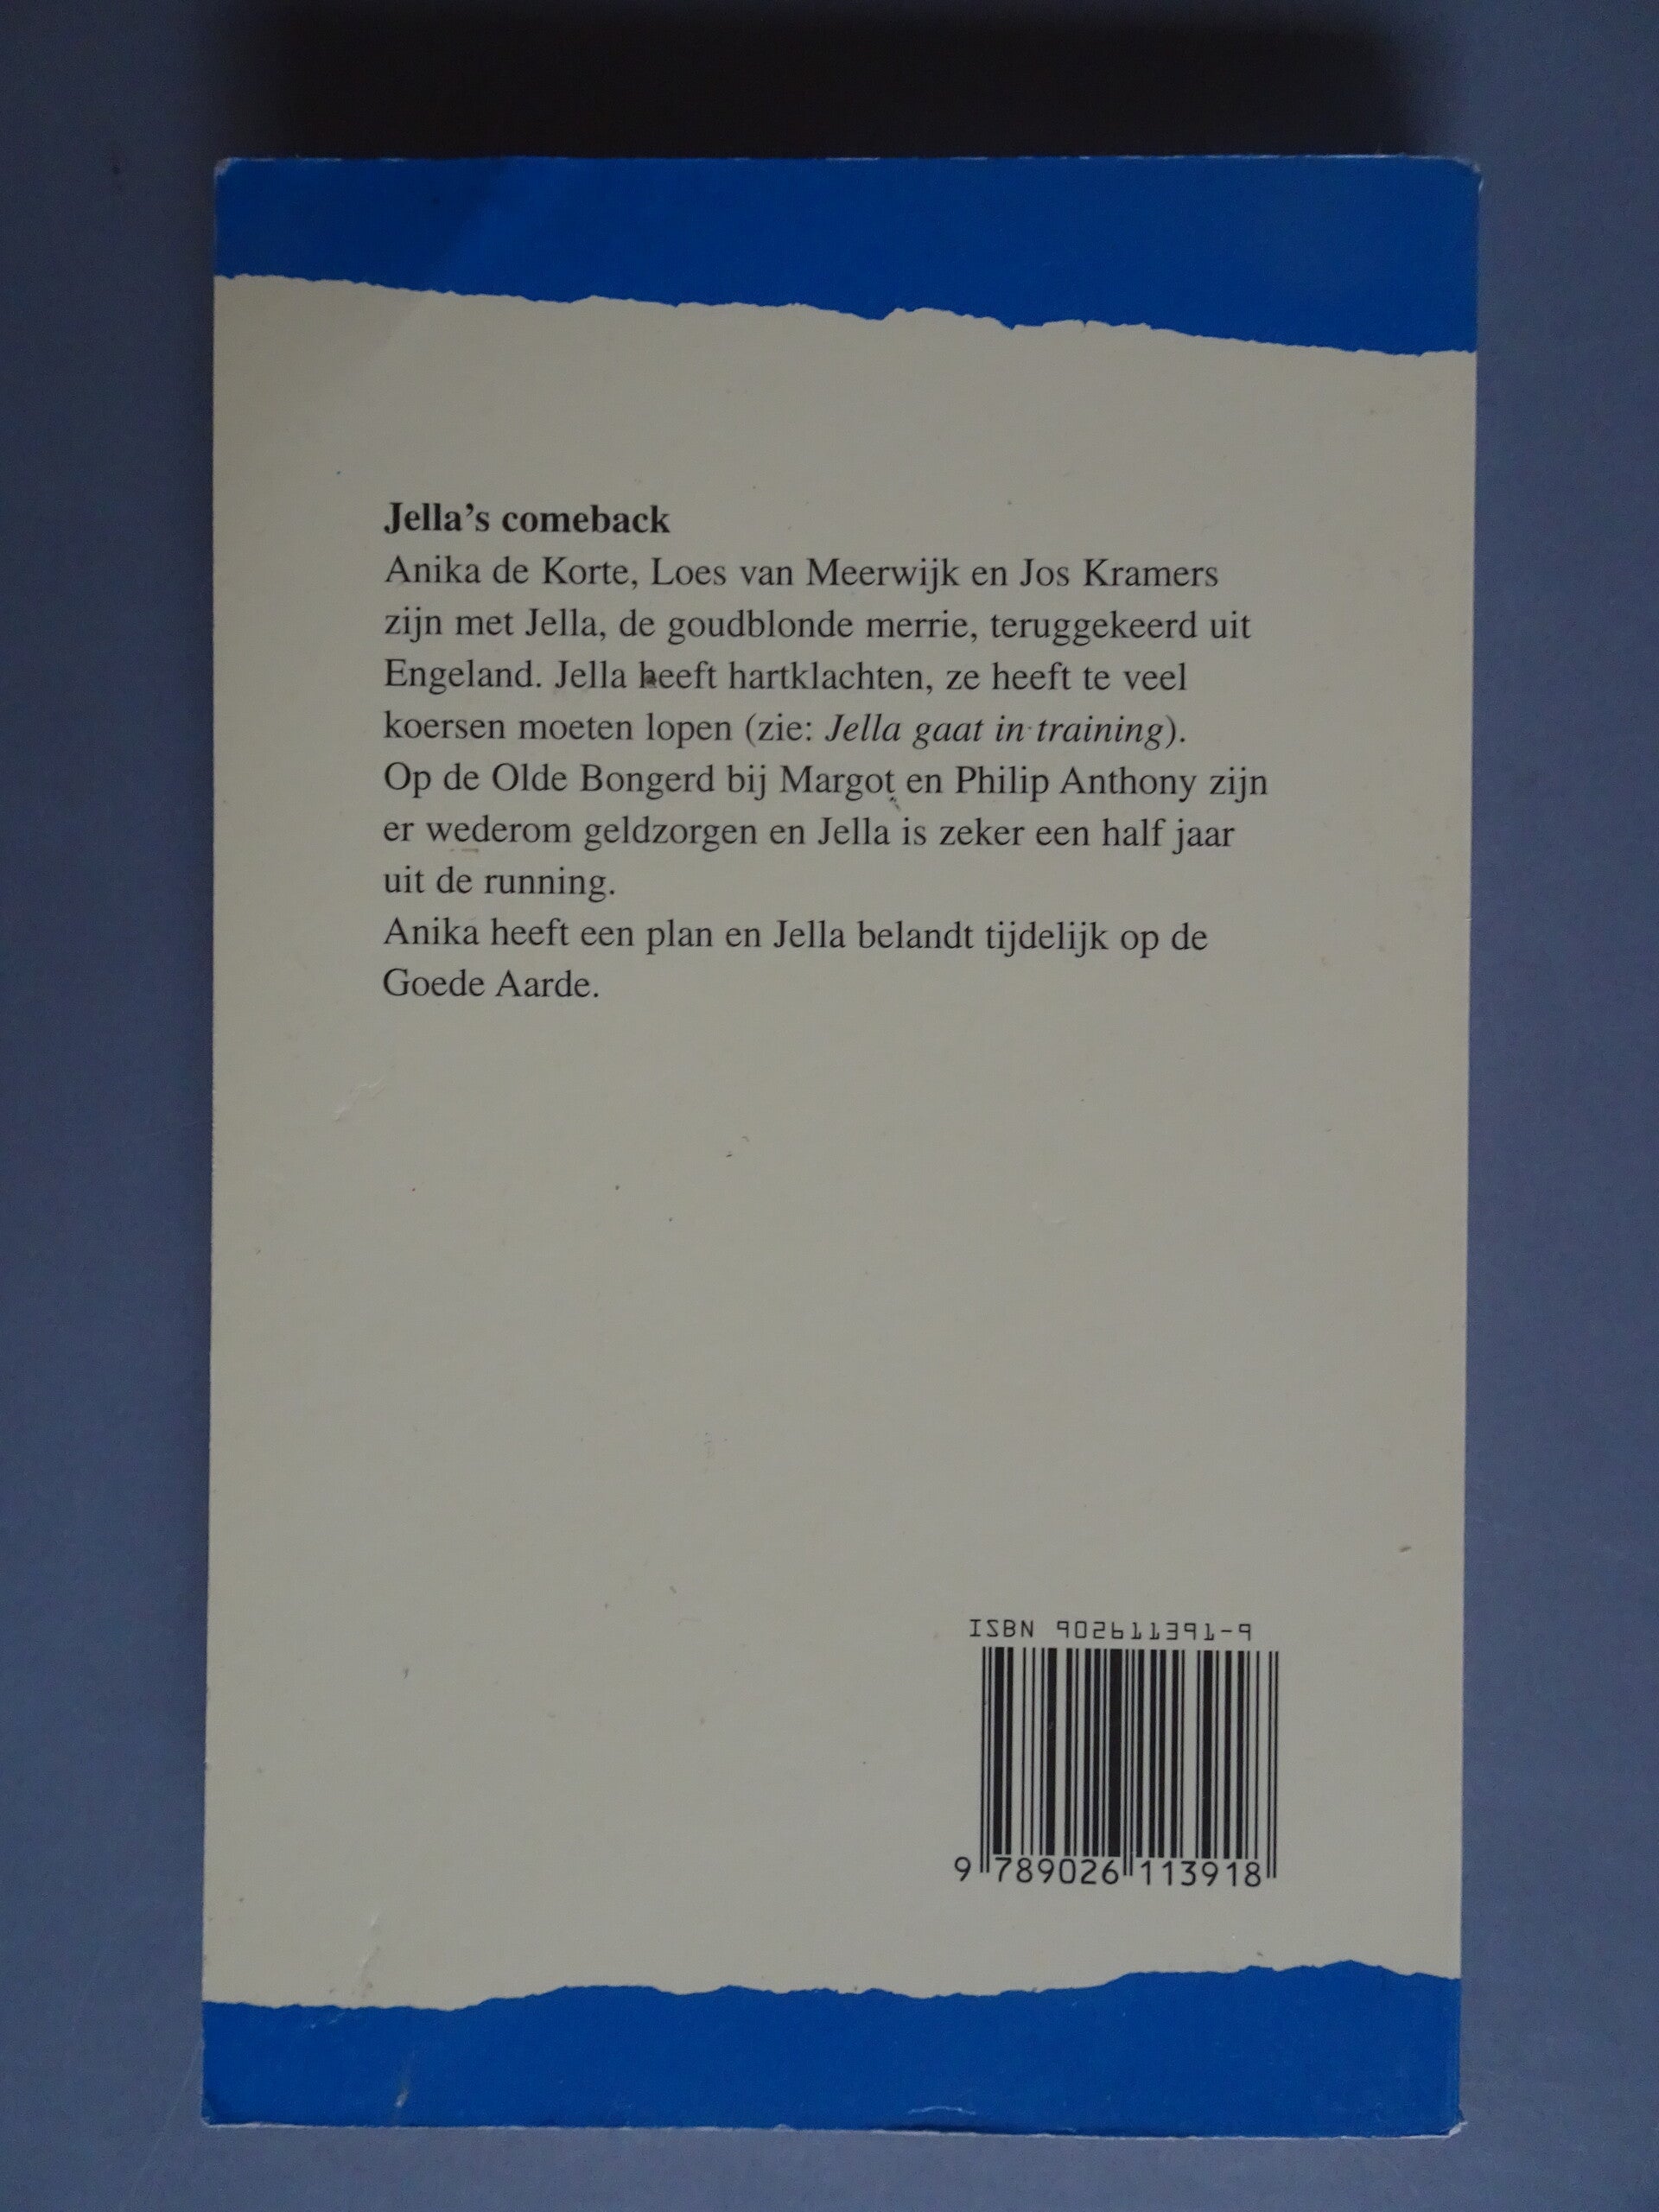 Jella's comeback
Anika de Korte, Loes van Meerwijk en Jos Kramers
zijn met Jella, de goudblonde merrie, teruggekeerd uit
Engeland. Jella heeft hartklachten, ze heeft te veel
koersen moeten lopen (zie: Jella gaat in training).
Op de Olde Bongerd bij Margot en Philip Anthony zijn
er wederom geldzorgen en Jella is zeker een half jaar
uit de running.
Anika heeft een plan en Jella belandt tijdelijk op de
Goede Aarde.
ISBN 902611391-9
9 789026 113918